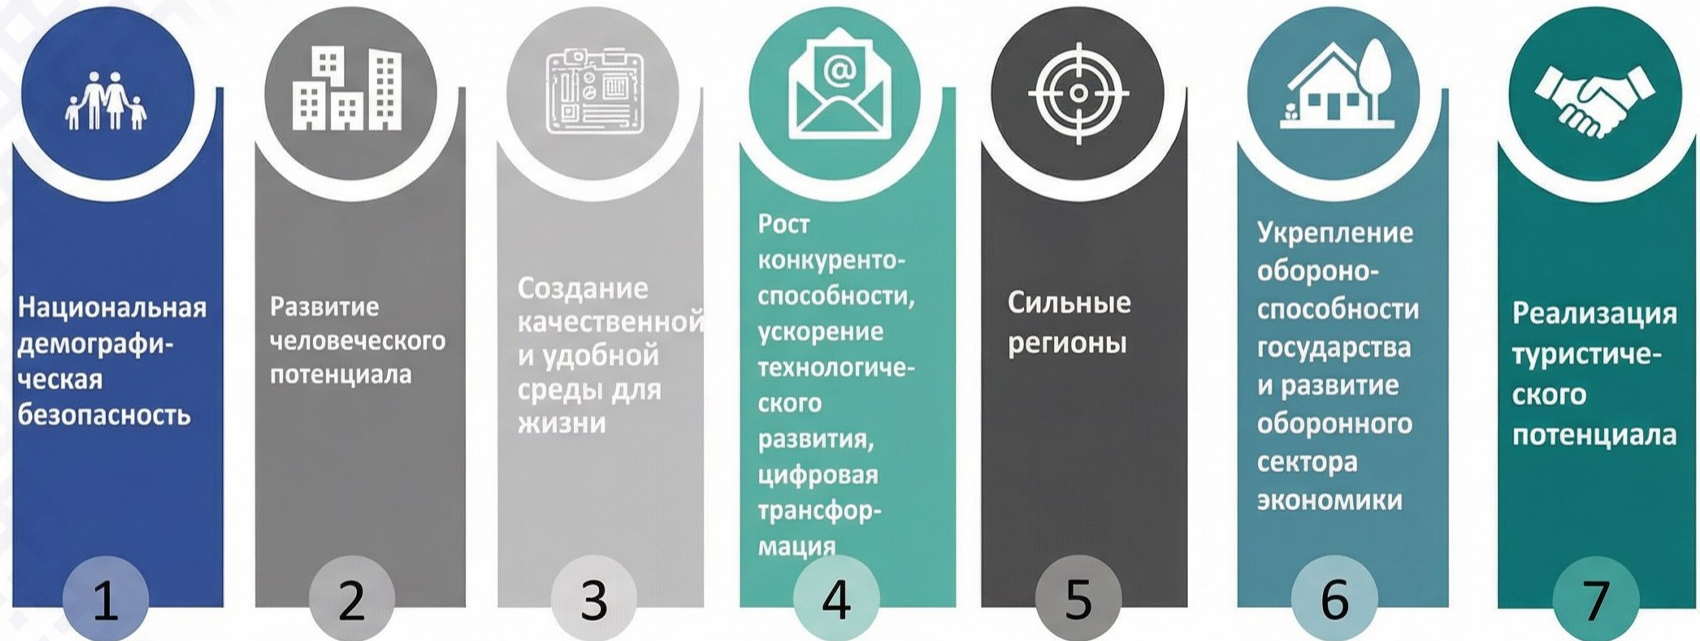 Национальная
демографи-
ческая
безопасность
1
Развитие
человеческого
потенциала
2
Создание
качественной
и удобной
среды для
жизни
3
@
Рост
конкуренто-
способности,
ускорение
технологиче-
ского
развития,
цифровая
трансфор-
мация
4
Сильные
регионы
5
Укрепление
обороно-
способности
государства
и развитие
оборонного
сектора
экономики
6
Реализация
туристиче-
ского
потенциала
7